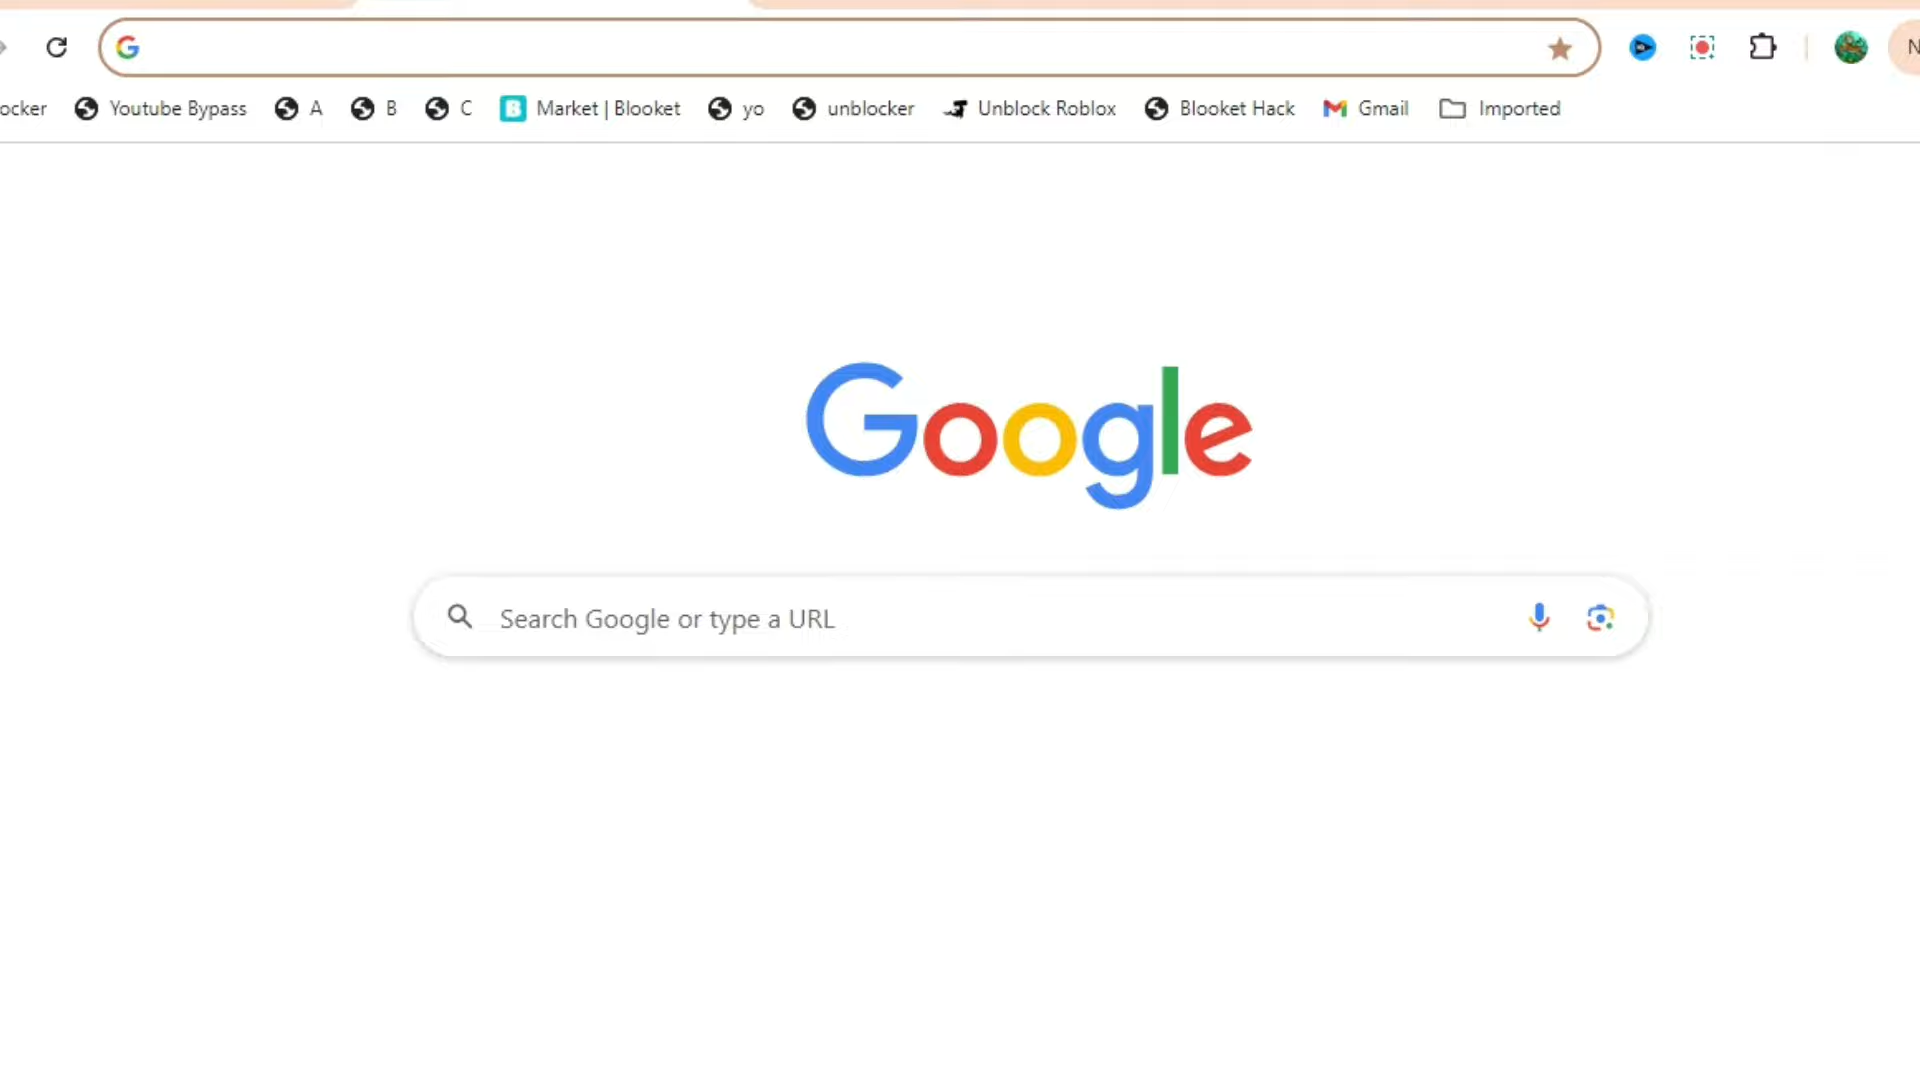 ocker Youtube Bypass A B C Market | Blooket yo unblocker Unblock Roblox Blooket Hack Gmail Imported
Google
Search Google or type a URL